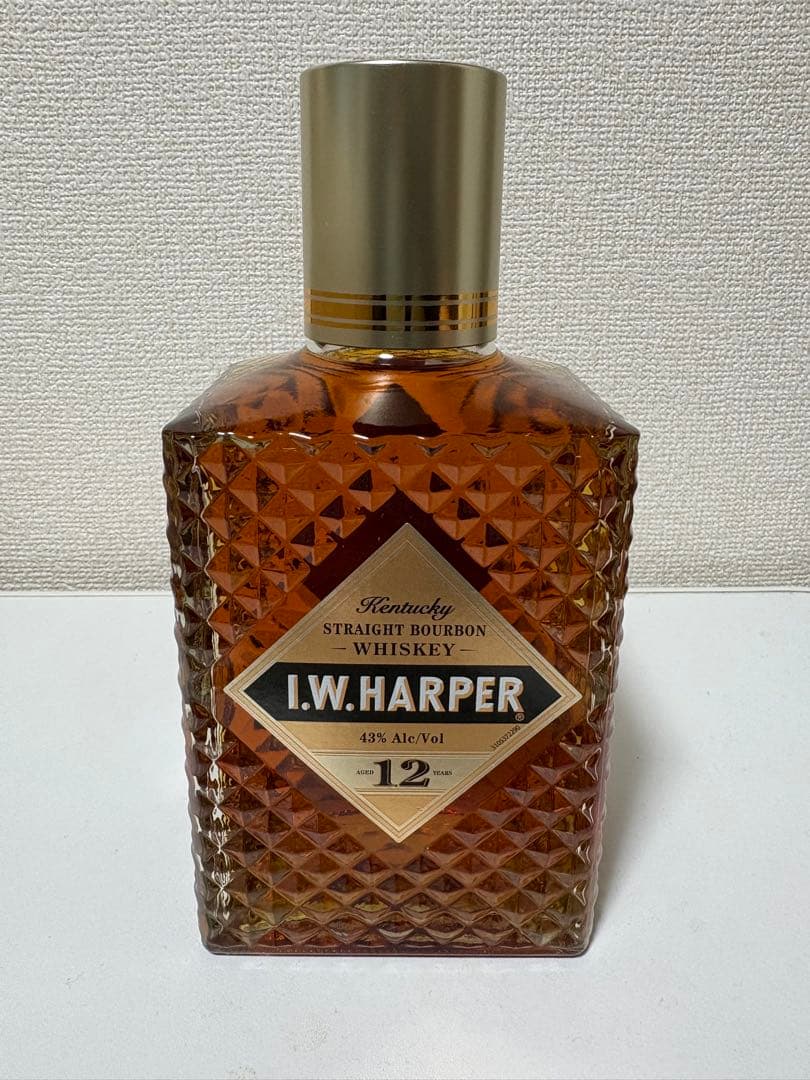 Kentucky
STRAIGHT BOURBON
– WHISKEY –
I.W.HARPER®
43% Alc/Vol
AGED 12 YEARS